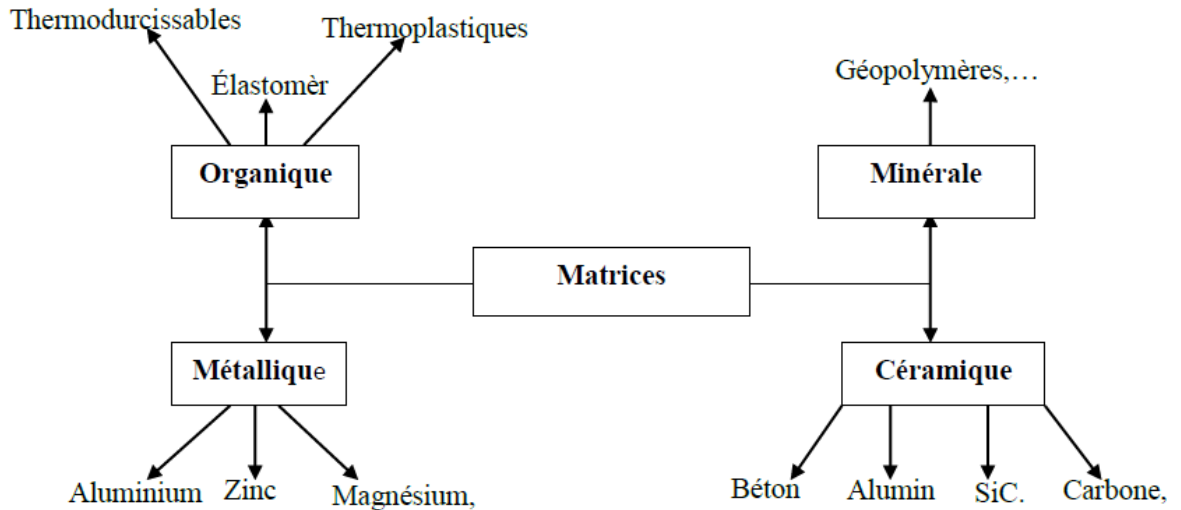 Thermodurcissables
Thermoplastiques
Élastomèr
Géopolymères,…
Organique
Minérale
Matrices
Métallique
Céramique
Aluminium
Zinc
Magnésium,
Béton
Alumin
SiC.
Carbone,